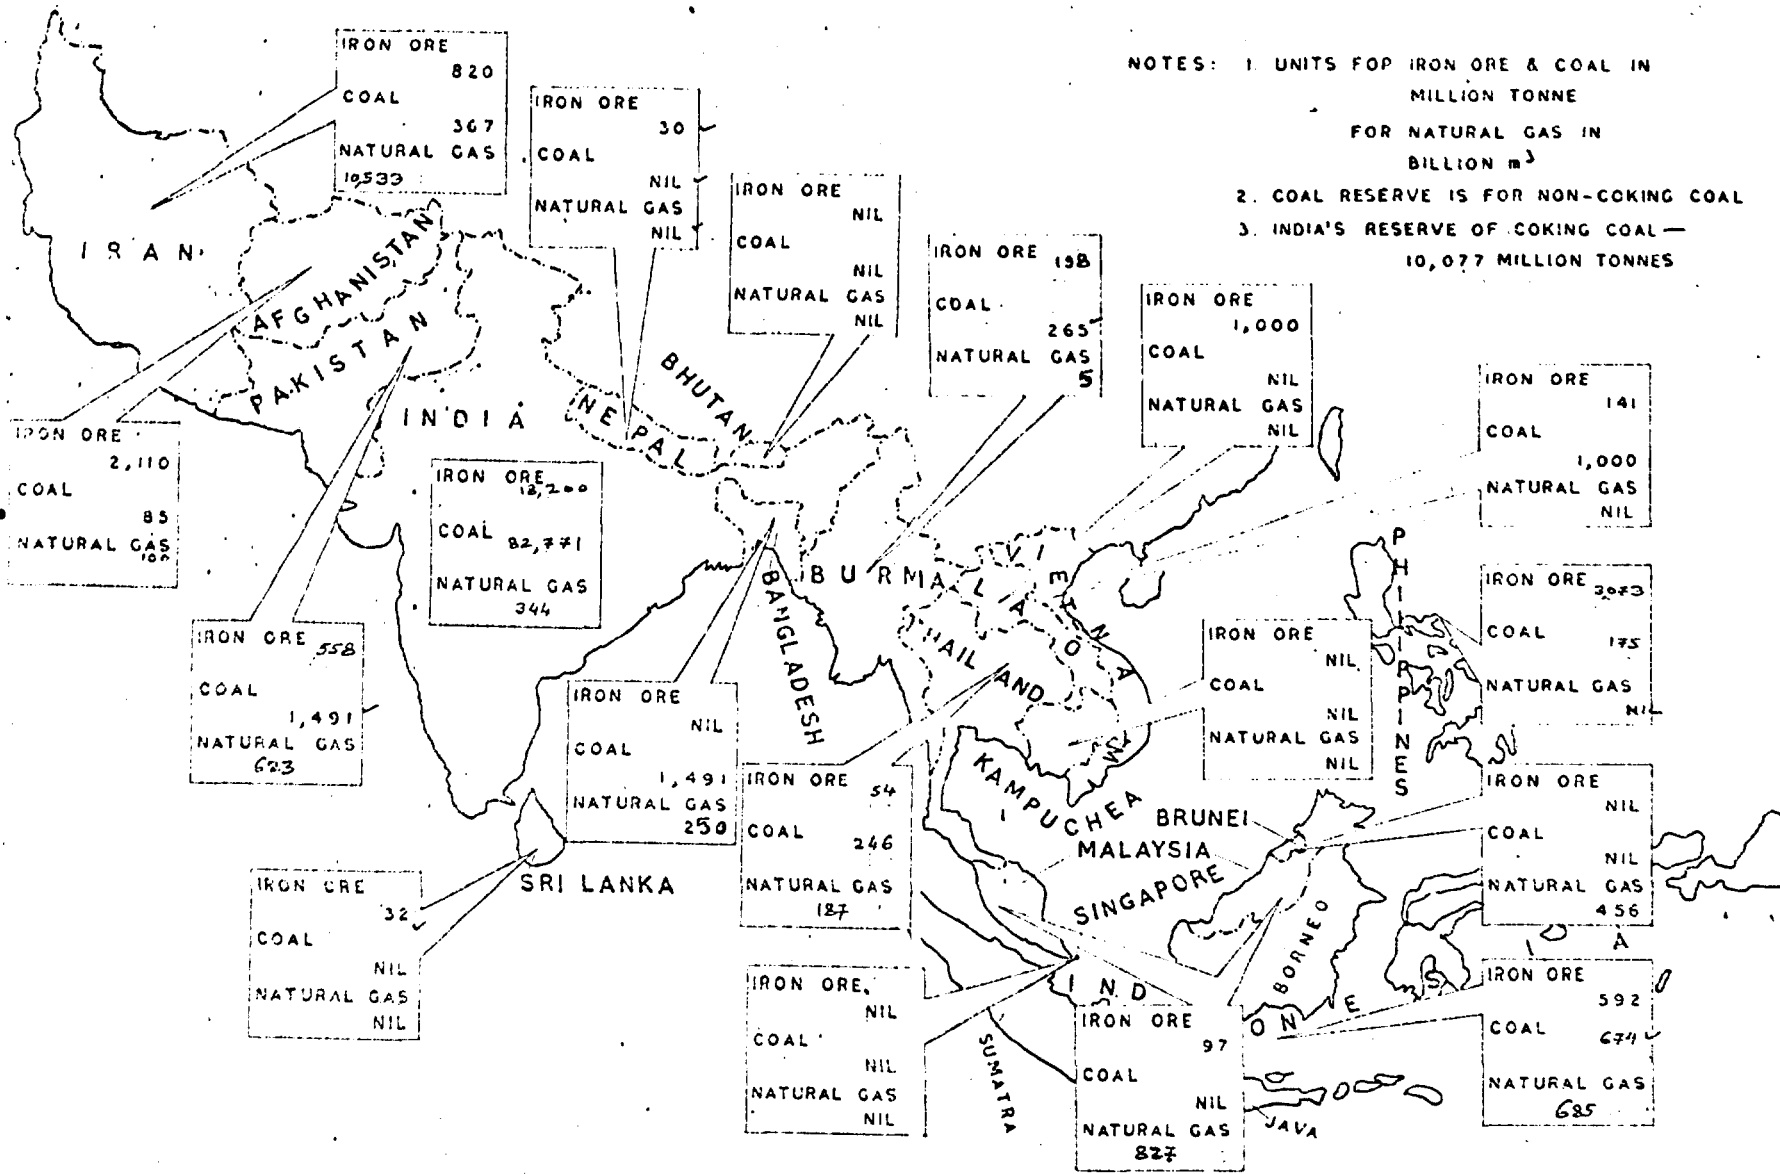 NOTES: 1. UNITS FOP IRON ORE & COAL IN
MILLION TONNE
FOR NATURAL GAS IN
BILLION m³
2. COAL RESERVE IS FOR NON-COKING COAL
3. INDIA'S RESERVE OF COKING COAL —
10,077 MILLION TONNES
IRON ORE
820
COAL
367
NATURAL GAS
10,533
IRON ORE
30
COAL
NIL
NATURAL GAS
NIL
IRON ORE
NIL
COAL
NIL
NATURAL GAS
NIL
IRON ORE 198
COAL
265
NATURAL GAS
5
IRON ORE
1,000
COAL
NIL
NATURAL GAS
NIL
IRON ORE
141
COAL
1,000
NATURAL GAS
NIL
IRAN
AFGHANISTAN
PAKISTAN
INDIA
NEPAL
BHUTAN
IRON ORE
2,110
COAL
85
NATURAL GAS
100
IRON ORE
13,200
COAL 82,771
NATURAL GAS
344
BANGLADESH
BURMA
LAO
VIETNAM
THAILAND
PHILIPPINES
IRON ORE 558
COAL
1,491
NATURAL GAS
623
IRON ORE
NIL
COAL
1,491
NATURAL GAS
250
IRON ORE
54
COAL
246
NATURAL GAS
187
IRON ORE
NIL
COAL
NIL
NATURAL GAS
NIL
IRON ORE
COAL
175
NATURAL GAS
NIL
KAMPUCHEA
BRUNEI
MALAYSIA
SINGAPORE
IRON ORE
NIL
COAL
NIL
NATURAL GAS
456
SRI LANKA
IRON ORE
32
COAL
NIL
NATURAL GAS
NIL
IRON ORE
NIL
COAL
NIL
NATURAL GAS
NIL
INDONESIA
BORNEO
SUMATRA
JAVA
IRON ORE
97
COAL
NIL
NATURAL GAS
827
IRON ORE
592
COAL
674
NATURAL GAS
685